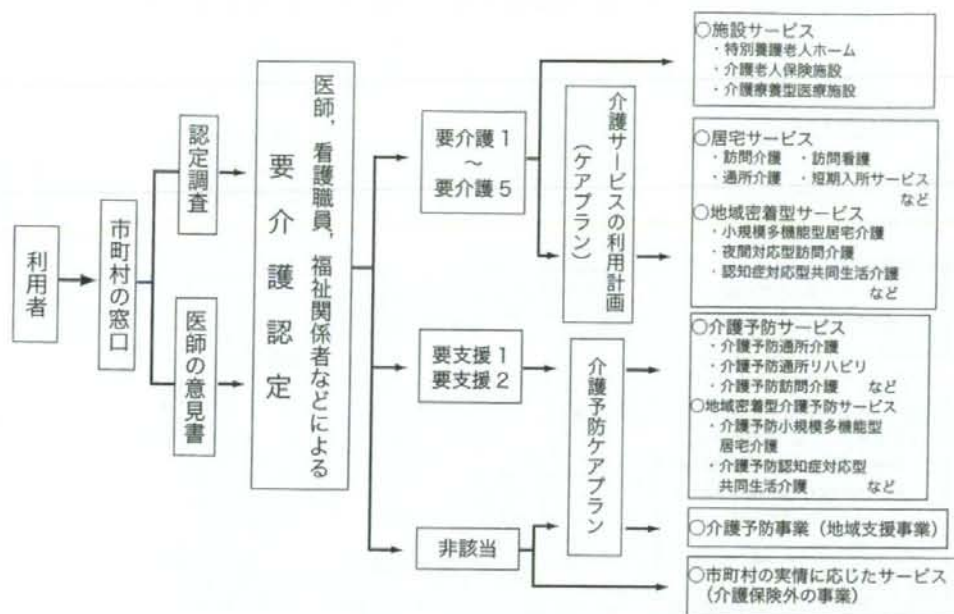 利用者
市町村の窓口
認定調査
医師の意見書
医師，看護職員，福祉関係者などによる
要介護認定
要介護1
～
要介護5
要支援1
要支援2
非該当
介護サービスの利用計画
（ケアプラン）
介護予防ケアプラン
○施設サービス
・特別養護老人ホーム
・介護老人保険施設
・介護療養型医療施設
○居宅サービス
・訪問介護 ・訪問看護
・通所介護 ・短期入所サービス
など
○地域密着型サービス
・小規模多機能型居宅介護
・夜間対応型訪問介護
・認知症対応型共同生活介護
など
○介護予防サービス
・介護予防通所介護
・介護予防通所リハビリ
・介護予防訪問介護 など
○地域密着型介護予防サービス
・介護予防小規模多機能型
居宅介護
・介護予防認知症対応型
共同生活介護 など
○介護予防事業（地域支援事業）
○市町村の実情に応じたサービス
（介護保険外の事業）